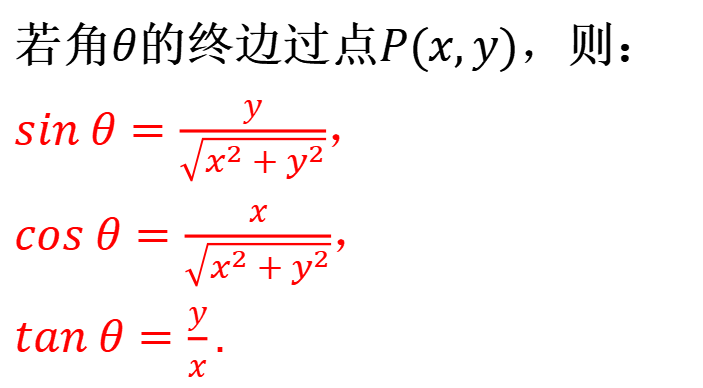 若角θ的终边过点P(x, y)，则：
sin θ = y/√(x² + y²)，
cos θ = x/√(x² + y²)，
tan θ = y/x.